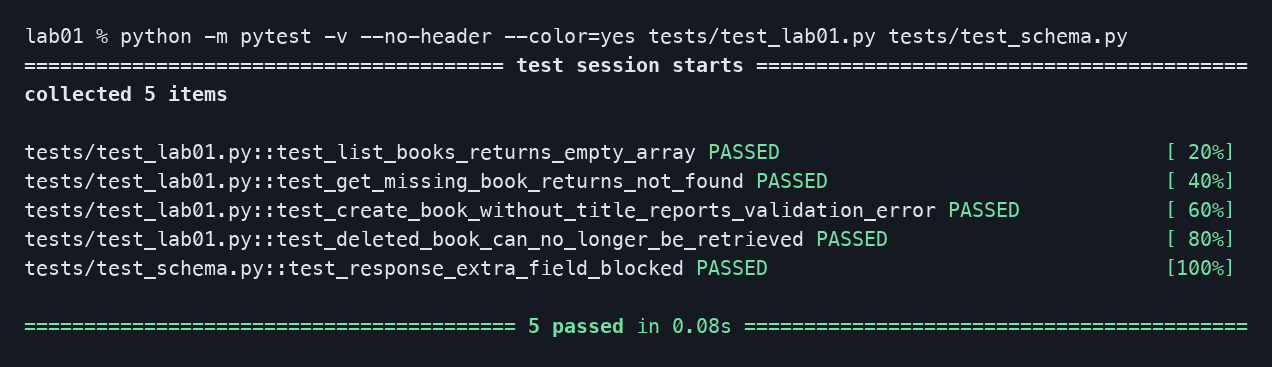 lab01 % python -m pytest -v --no-header --color=yes tests/test_lab01.py tests/test_schema.py
======================================== test session starts =========================================
collected 5 items
tests/test_lab01.py::test_list_books_returns_empty_array PASSED [ 20%]
tests/test_lab01.py::test_get_missing_book_returns_not_found PASSED [ 40%]
tests/test_lab01.py::test_create_book_without_title_reports_validation_error PASSED [ 60%]
tests/test_lab01.py::test_deleted_book_can_no_longer_be_retrieved PASSED [ 80%]
tests/test_schema.py::test_response_extra_field_blocked PASSED [100%]
========================================= 5 passed in 0.08s ==========================================